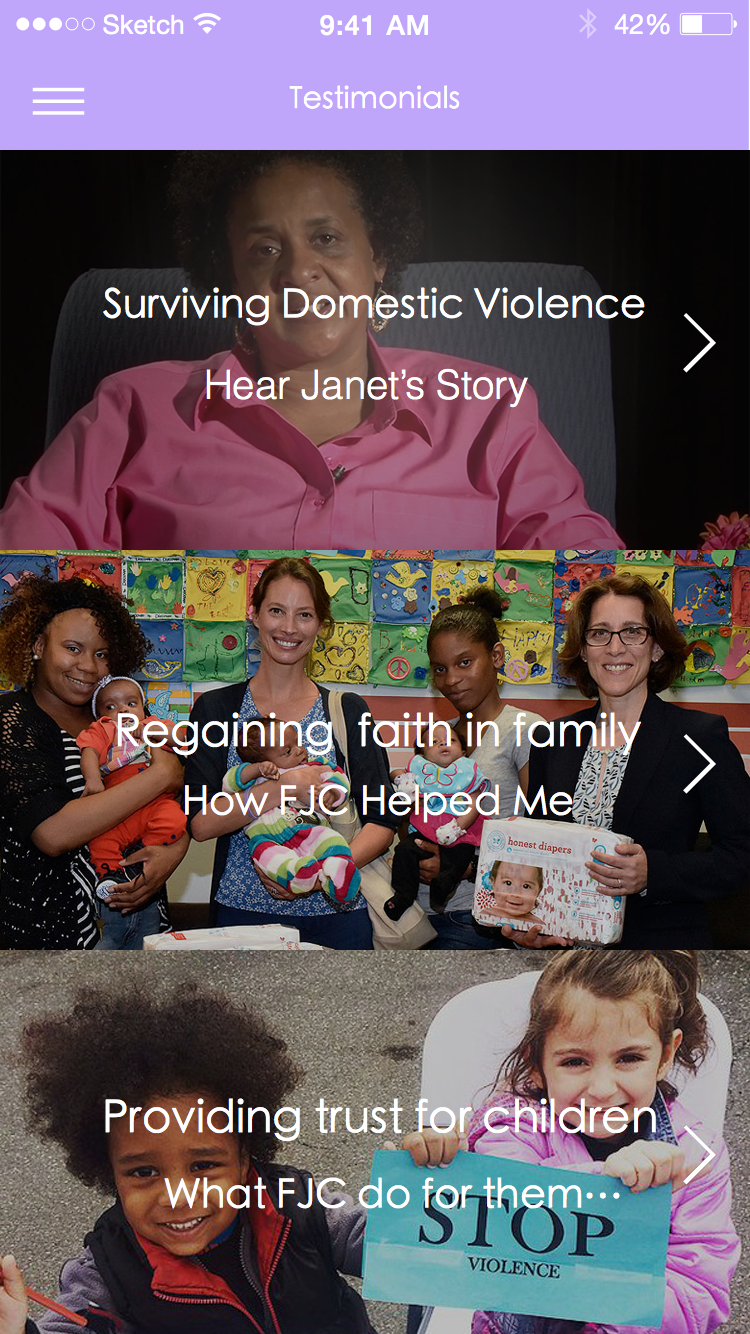 Sketch 9:41 AM 42%
Testimonials
Surviving Domestic Violence
Hear Janet's Story
Regaining faith in family
How FJC Helped Me
honest diapers
Providing trust for children
What FJC do for them...
STOP
VIOLENCE